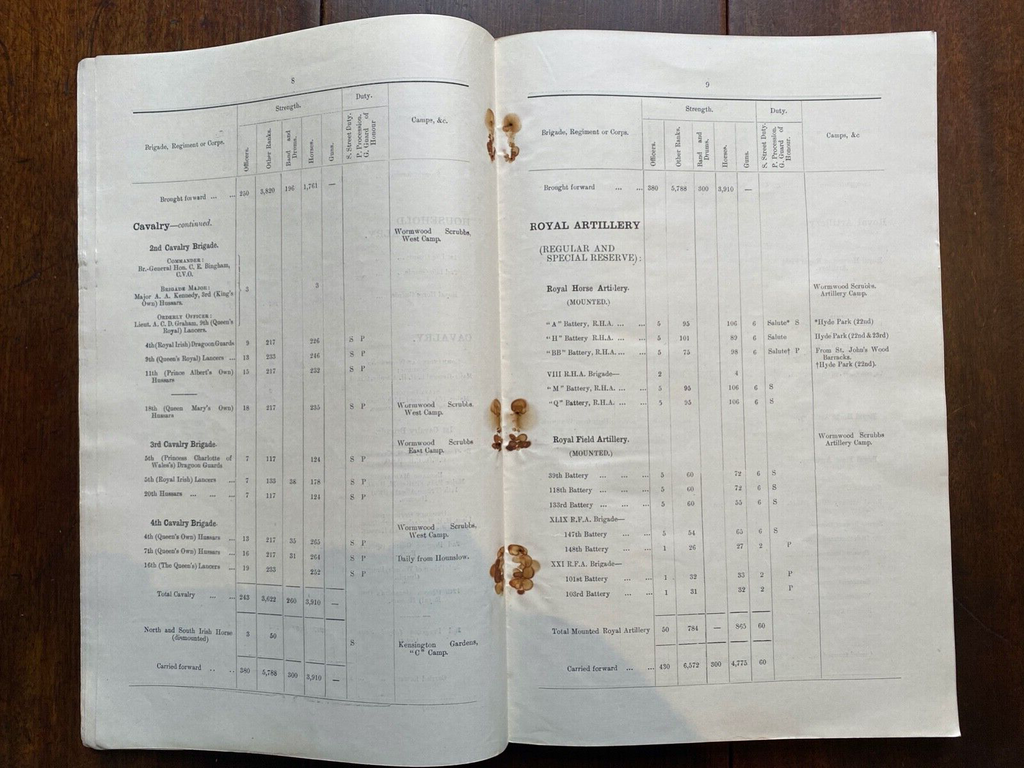 8
Brigade, Regiment or Corps.
Strength.
Officers.
Other Ranks.
Band and Drums.
Horses.
Guns.
Duty.
S. Street Duty.
P. Procession.
G. Guard of Honour
Camps, &c.
Brought forward ... ... 250 3,820 196 1,761 —
Cavalry—continued.
2nd Cavalry Brigade. Wormwood Scrubbs, West Camp.
COMMANDER:
Br.-General Hon. C. E. Bingham,
C.V.O.
BRIGADE MAJOR:
Major A. A. Kennedy, 3rd (King's
Own) Hussars.
ORDERLY OFFICER:
Lieut. A. C. D. Graham, 9th (Queen's
Royal) Lancers.
4th (Royal Irish) Dragoon Guards 9 217 226 S P
9th (Queen's Royal) Lancers ... 13 233 246 S P
11th (Prince Albert's Own) Hussars 15 217 232 S P
18th (Queen Mary's Own) Hussars 18 217 235 S P Wormwood Scrubbs, West Camp.
3rd Cavalry Brigade Wormwood Scrubbs East Camp.
5th (Princess Charlotte of Wales's) Dragoon Guards 7 117 124 S P
5th (Royal Irish) Lancers ... 7 135 36 178 S P
20th Hussars ... ... ... 7 117 124 S P
4th Cavalry Brigade Wormwood Scrubbs, West Camp.
4th (Queen's Own) Hussars ... 13 217 35 265 S P
7th (Queen's Own) Hussars ... 16 217 31 264 S P Daily from Hounslow.
16th (The Queen's) Lancers ... 19 233 252 S P
Total Cavalry ... ... 243 3,622 260 3,910 —
North and South Irish Horse (dismounted) 3 50 S Kensington Gardens, "C" Camp.
Carried forward .. .. 380 5,788 300 3,910 —
9
Brigade, Regiment or Corps.
Strength.
Officers.
Other Ranks.
Band and Drums.
Horses.
Guns.
Duty.
S. Street Duty.
P. Procession.
G. Guard of Honour
Camps, &c
Brought forward ... ... 380 5,788 300 3,910 —
ROYAL ARTILLERY
(REGULAR AND
SPECIAL RESERVE):
Royal Horse Artillery. Wormwood Scrubbs. Artillery Camp.
(MOUNTED.)
"A" Battery, R.H.A. ... ... 5 95 106 6 Salute* S *Hyde Park (22nd)
"H" Battery R.H.A. ... ... 5 101 89 6 Salute Hyde Park (22nd & 23rd)
"BB" Battery, R.H.A.... ... 5 75 98 6 Salute† P From St. John's Wood Barracks.
†Hyde Park (22nd).
VIII R.H.A. Brigade— 2 4
"M" Battery, R.H.A. ... ... 5 95 106 6 S
"Q" Battery, R.H.A. ... ... 5 95 106 6 S
Royal Field Artillery. Wormwood Scrubbs Artillery Camp.
(MOUNTED.)
39th Battery ... ... ... 5 60 72 6 S
118th Battery ... ... ... 5 60 72 6 S
133rd Battery ... ... ... 5 60 55 6 S
XLIX R.F.A. Brigade—
147th Battery ... ... 5 54 65 6 S
148th Battery ... ... 1 26 27 2 P
XXI R.F.A. Brigade—
101st Battery ... ... 1 32 35 2 P
103rd Battery ... ... 1 31 32 2 P
Total Mounted Royal Artillery 50 784 — 865 60
Carried forward ... ... 430 6,572 300 4,775 60